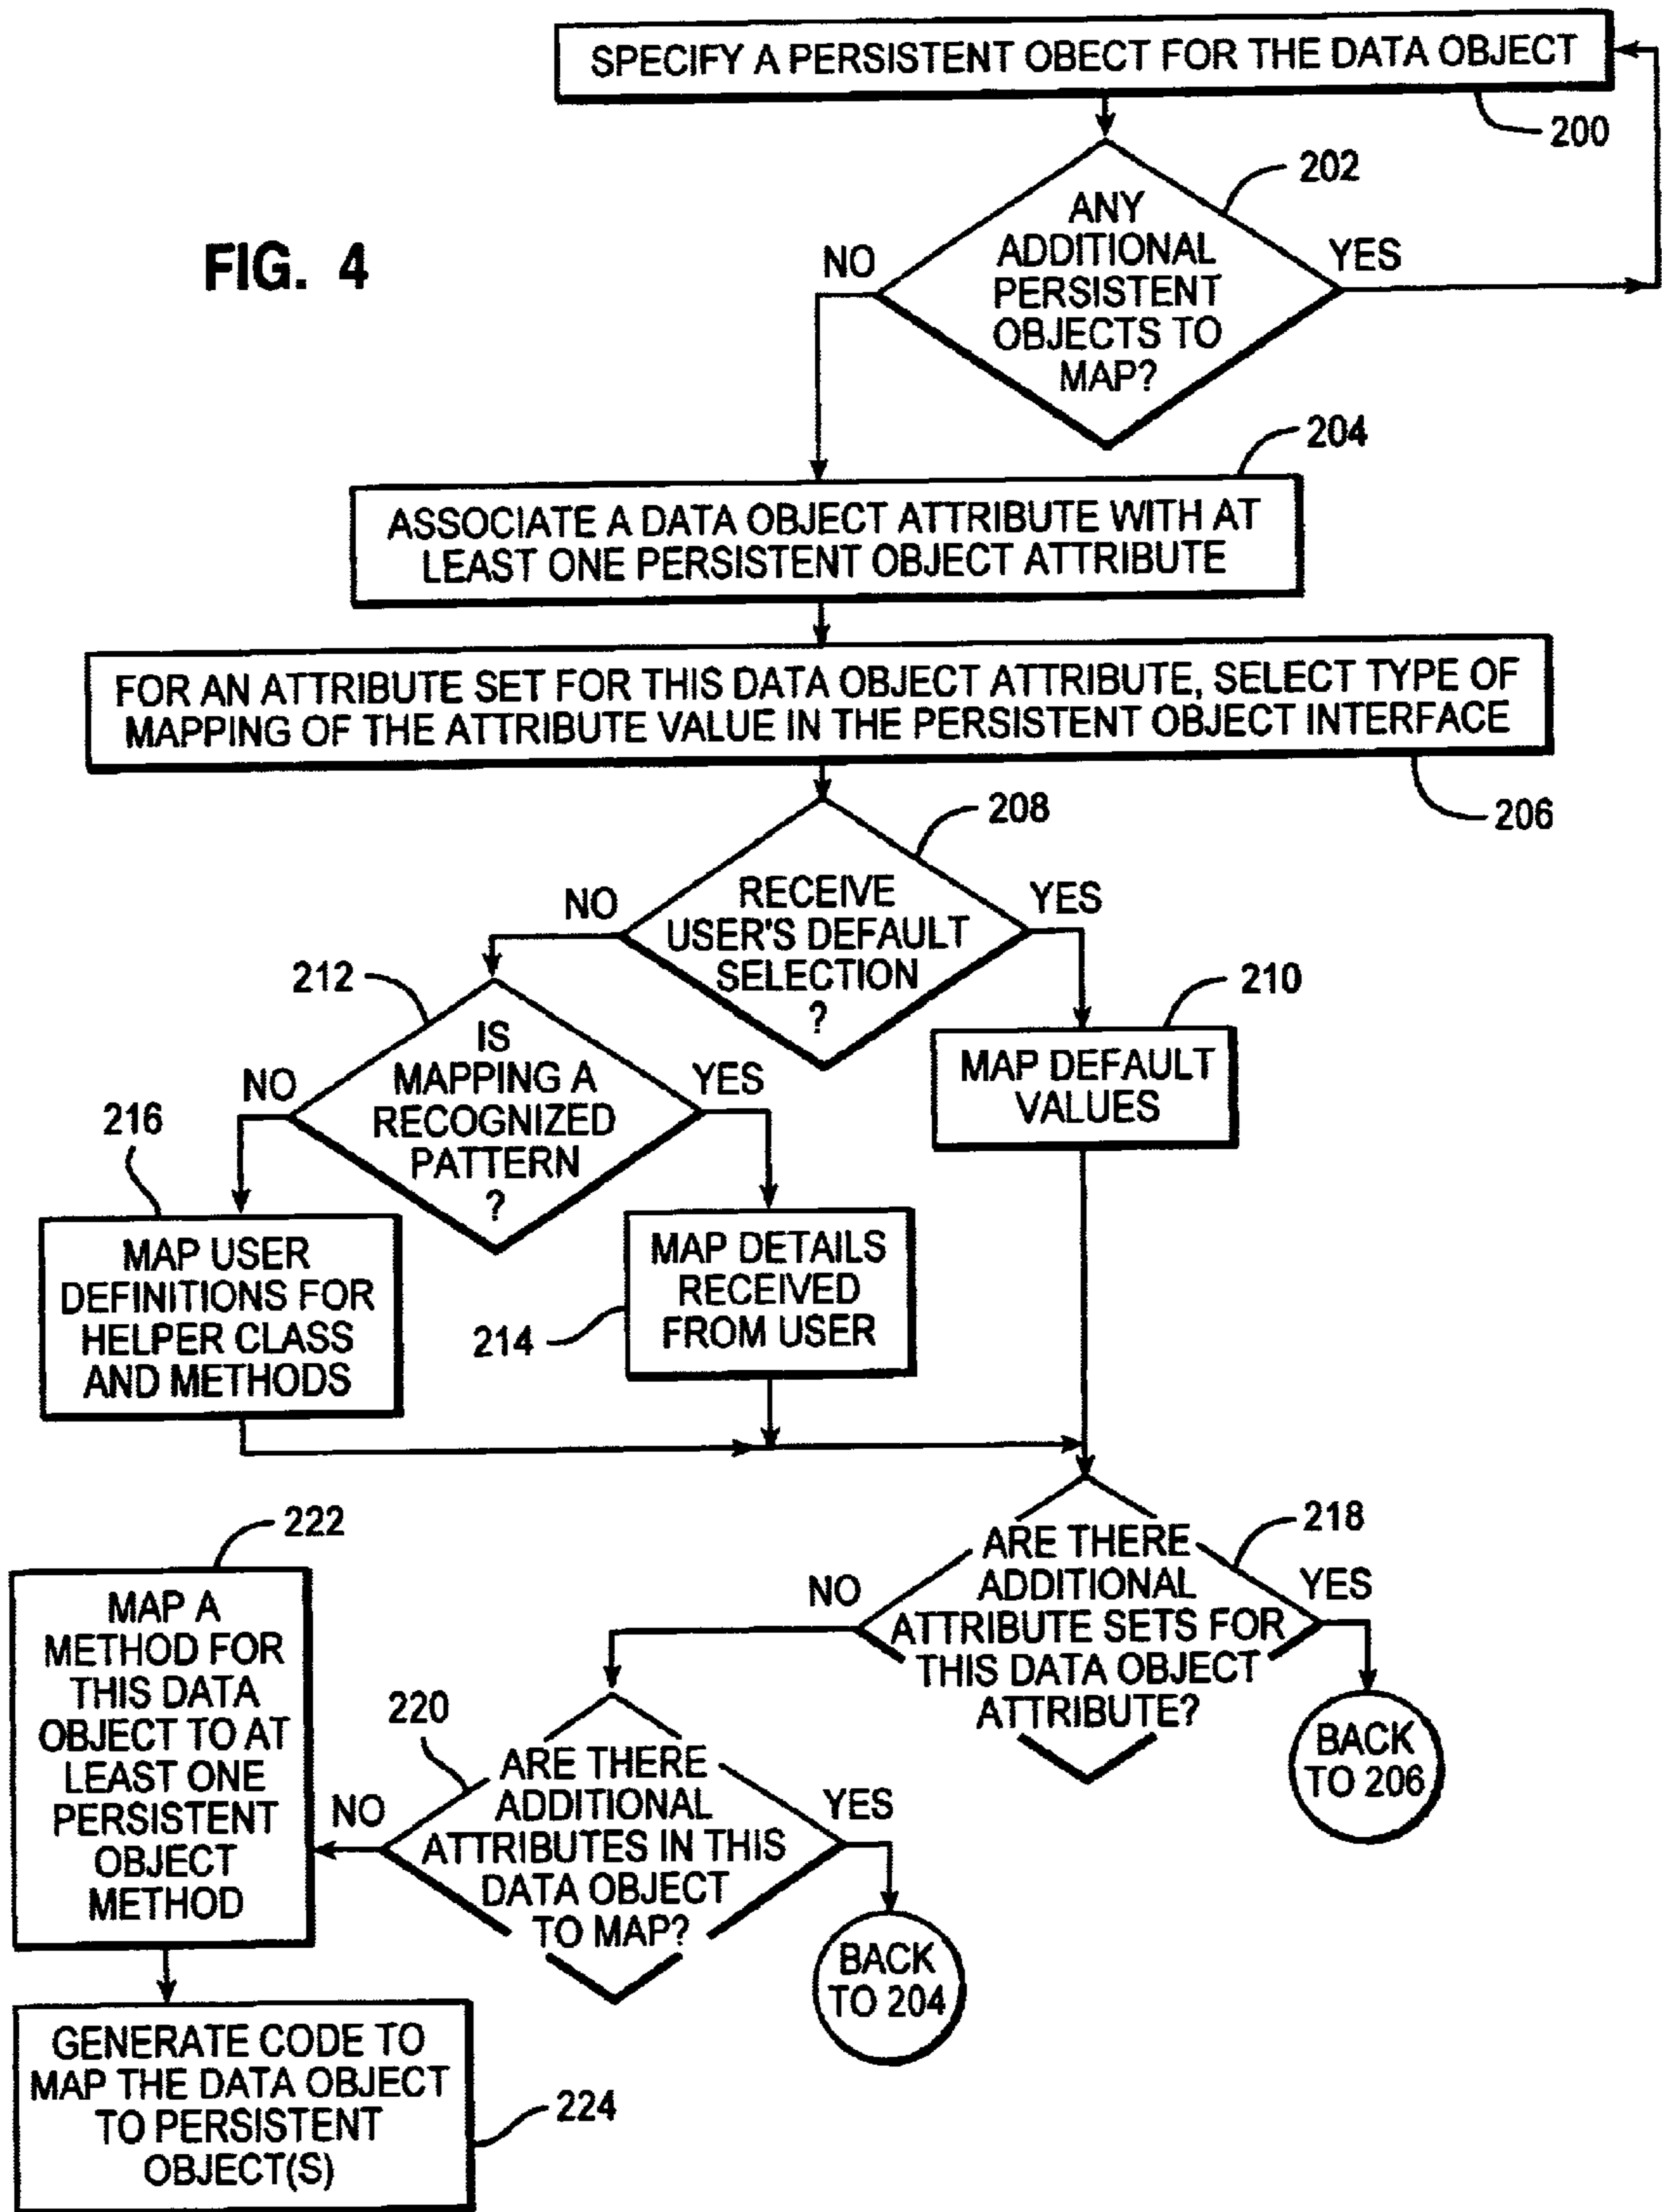 SPECIFY A PERSISTENT OBECT FOR THE DATA OBJECT
200
202
ANY
ADDITIONAL
PERSISTENT
OBJECTS TO
MAP?
NO
YES
FIG. 4
204
ASSOCIATE A DATA OBJECT ATTRIBUTE WITH AT
LEAST ONE PERSISTENT OBJECT ATTRIBUTE
FOR AN ATTRIBUTE SET FOR THIS DATA OBJECT ATTRIBUTE, SELECT TYPE OF
MAPPING OF THE ATTRIBUTE VALUE IN THE PERSISTENT OBJECT INTERFACE
206
208
RECEIVE
USER'S DEFAULT
SELECTION
?
NO
YES
212
IS
MAPPING A
RECOGNIZED
PATTERN
?
NO
YES
210
MAP DEFAULT
VALUES
216
MAP USER
DEFINITIONS FOR
HELPER CLASS
AND METHODS
214
MAP DETAILS
RECEIVED
FROM USER
218
ARE THERE
ADDITIONAL
ATTRIBUTE SETS FOR
THIS DATA OBJECT
ATTRIBUTE?
NO
YES
BACK
TO 206
220
ARE THERE
ADDITIONAL
ATTRIBUTES IN THIS
DATA OBJECT
TO MAP?
NO
YES
BACK
TO 204
222
MAP A
METHOD FOR
THIS DATA
OBJECT TO AT
LEAST ONE
PERSISTENT
OBJECT
METHOD
GENERATE CODE TO
MAP THE DATA OBJECT
TO PERSISTENT
OBJECT(S)
224